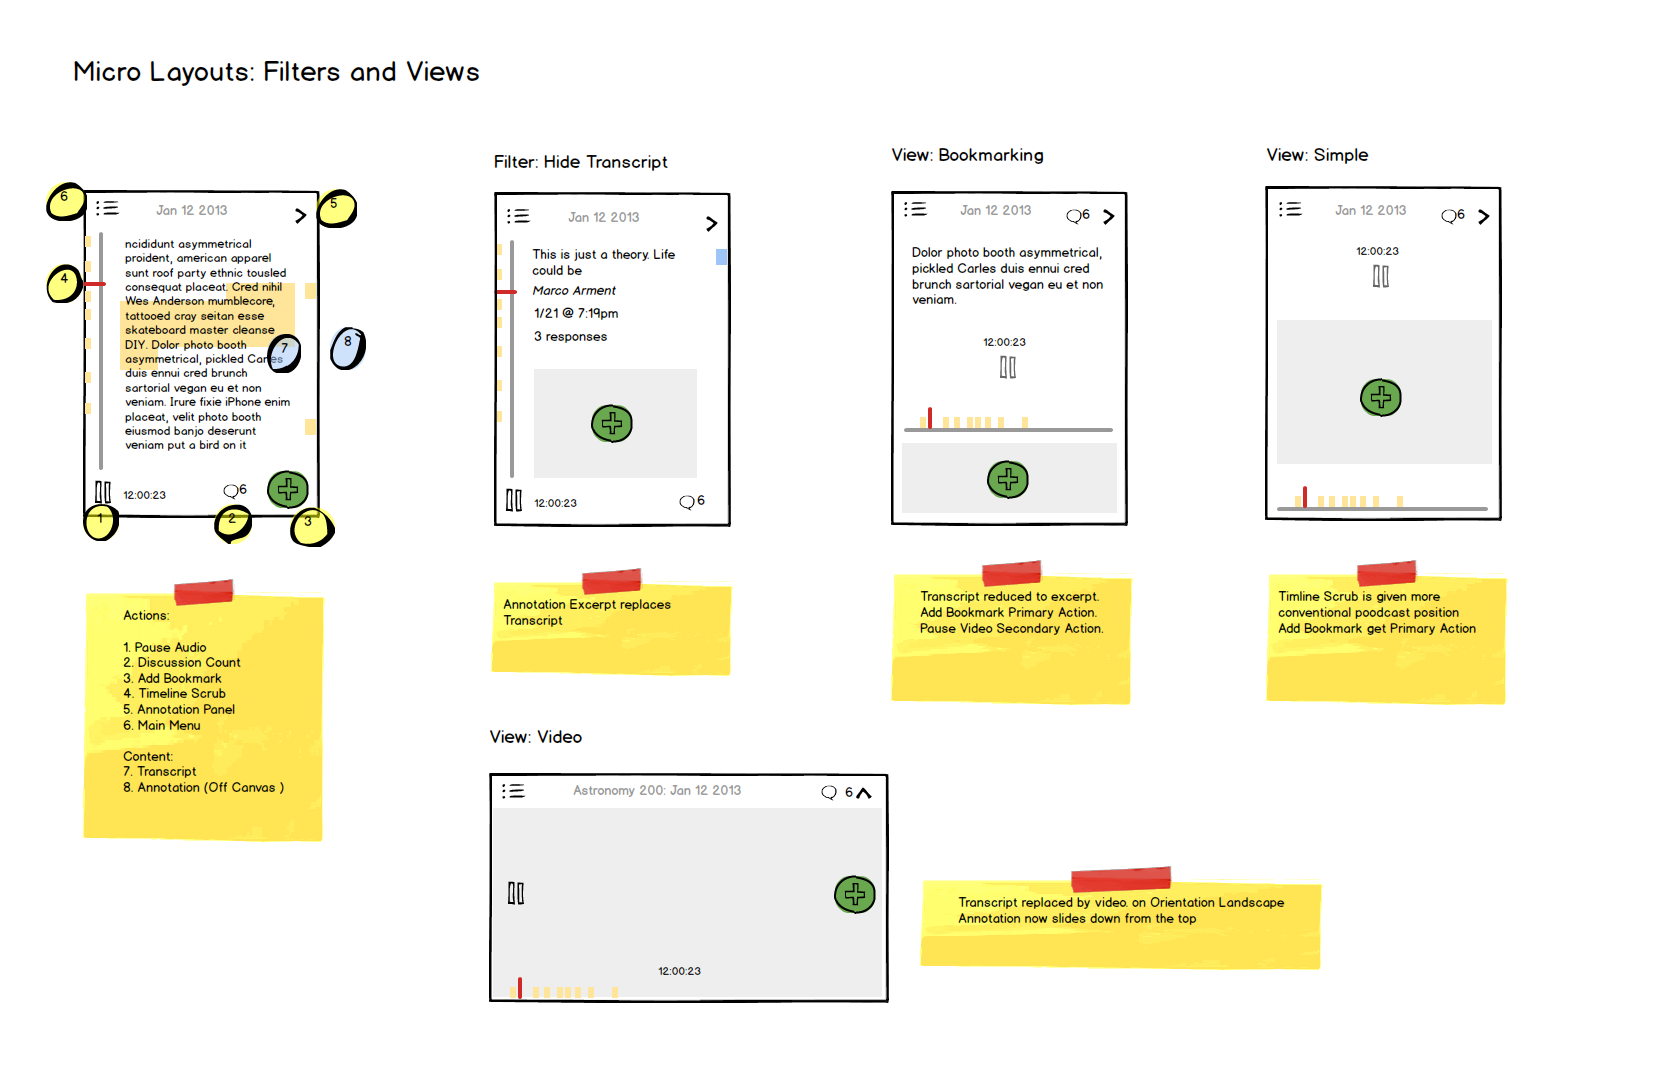 Micro Layouts: Filters and Views
6
5
Jan 12 2013
4
ncididunt asymmetrical
proident, american apparel
sunt roof party ethnic tousled
consequat placeat. Cred nihil
Wes Anderson mumblecore,
tattooed cray seitan esse
skateboard master cleanse
DIY. Dolor photo booth
asymmetrical, pickled Carles
duis ennui cred brunch
sartorial vegan eu et non
veniam. Irure fixie iPhone enim
placeat, velit photo booth
eiusmod banjo deserunt
veniam put a bird on it
7
8
12:00:23
6
1
2
3
Actions:
1. Pause Audio
2. Discussion Count
3. Add Bookmark
4. Timeline Scrub
5. Annotation Panel
6. Main Menu
Content:
7. Transcript
8. Annotation (Off Canvas )
Filter: Hide Transcript
Jan 12 2013
This is just a theory. Life
could be
Marco Arment
1/21 @ 7:19pm
3 responses
12:00:23
6
Annotation Excerpt replaces
Transcript
View: Bookmarking
Jan 12 2013
6
Dolor photo booth asymmetrical,
pickled Carles duis ennui cred
brunch sartorial vegan eu et non
veniam.
12:00:23
Transcript reduced to excerpt.
Add Bookmark Primary Action.
Pause Video Secondary Action.
View: Simple
Jan 12 2013
6
12:00:23
Timline Scrub is given more
conventional poodcast position
Add Bookmark get Primary Action
View: Video
Astronomy 200: Jan 12 2013
6
12:00:23
Transcript replaced by video. on Orientation Landscape
Annotation now slides down from the top